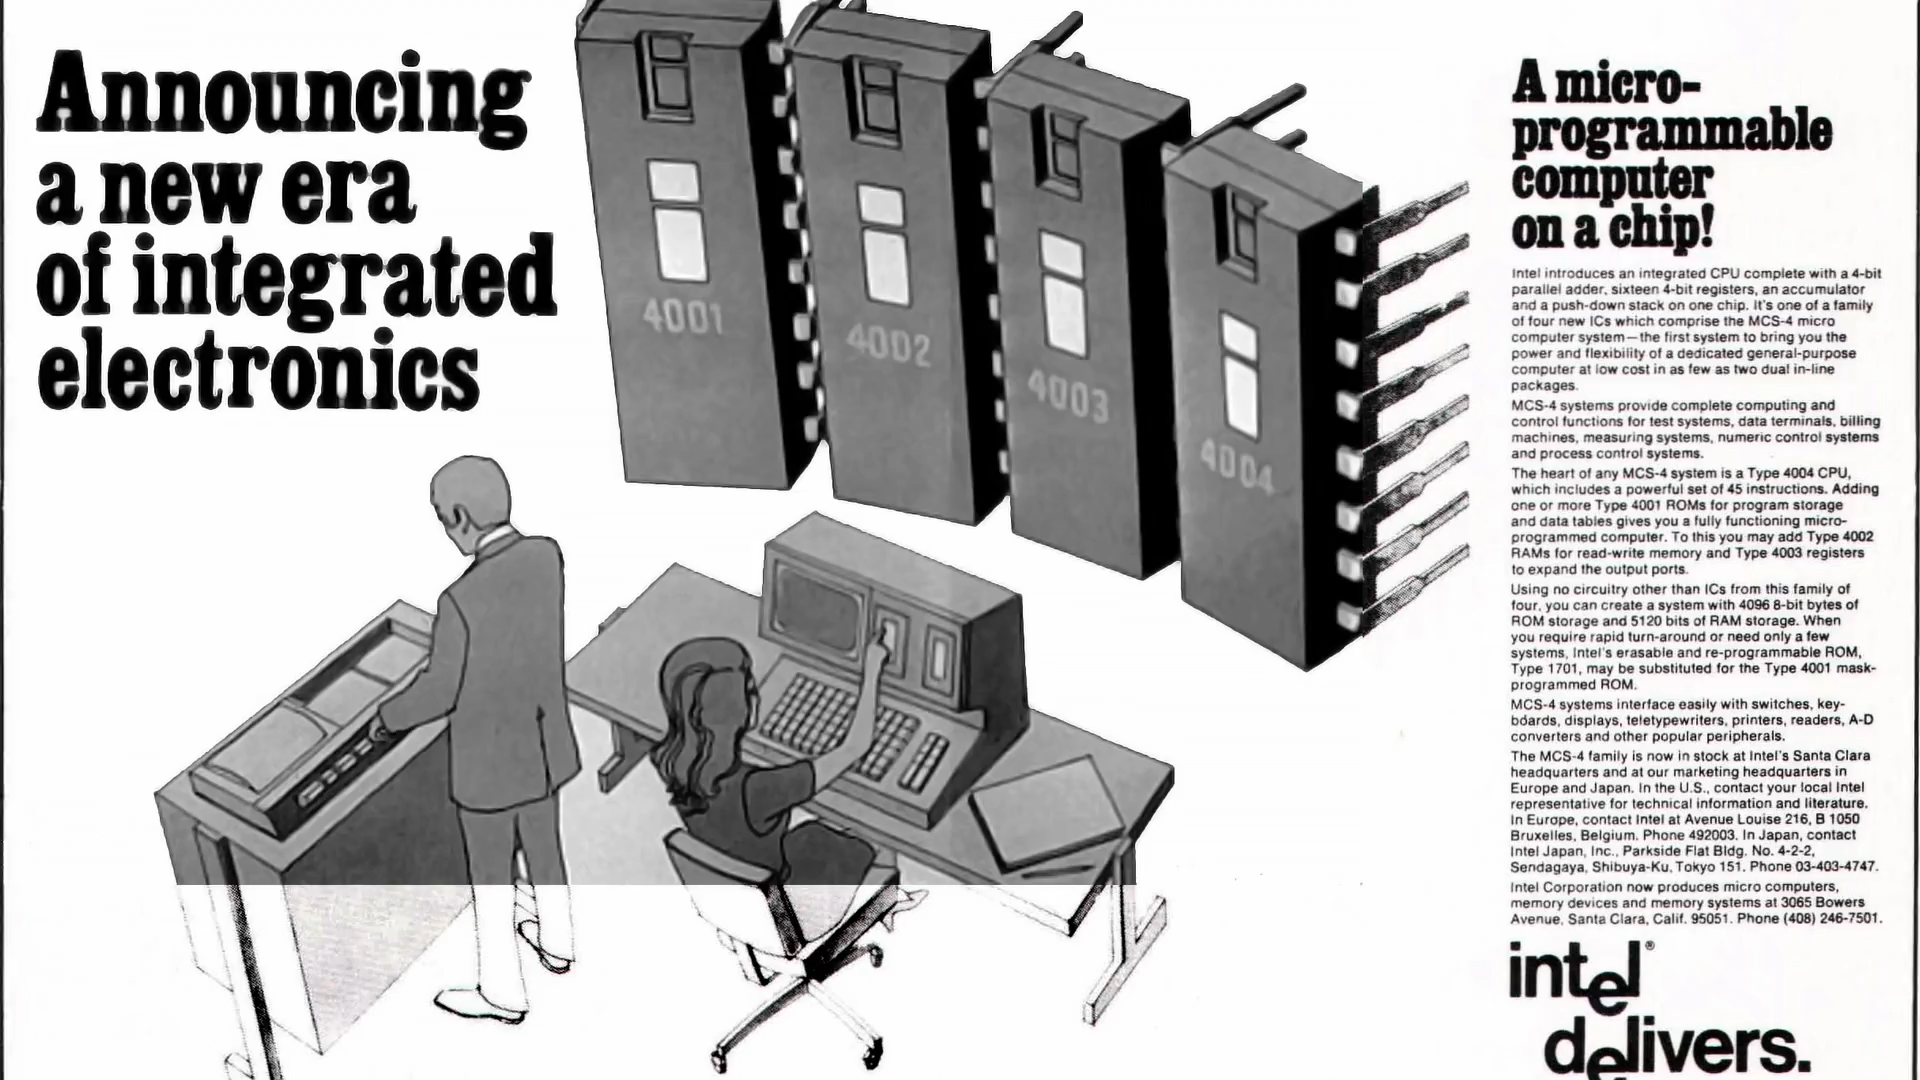 Announcing
a new era
of integrated
electronics
4001
4002
4003
4004
A micro-
programmable
computer
on a chip!
Intel introduces an integrated CPU complete with a 4-bit
parallel adder, sixteen 4-bit registers, an accumulator
and a push-down stack on one chip. It's one of a family
of four new ICs which comprise the MCS-4 micro
computer system—the first system to bring you the
power and flexibility of a dedicated general-purpose
computer at low cost in as few as two dual in-line
packages.
MCS-4 systems provide complete computing and
control functions for test systems, data terminals, billing
machines, measuring systems, numeric control systems
and process control systems.
The heart of any MCS-4 system is a Type 4004 CPU,
which includes a powerful set of 45 instructions. Adding
one or more Type 4001 ROMs for program storage
and data tables gives you a fully functioning micro-
programmed computer. To this you may add Type 4002
RAMs for read-write memory and Type 4003 registers
to expand the output ports.
Using no circuitry other than ICs from this family of
four, you can create a system with 4096 8-bit bytes of
ROM storage and 5120 bits of RAM storage. When
you require rapid turn-around or need only a few
systems, Intel's erasable and re-programmable ROM,
Type 1701, may be substituted for the Type 4001 mask-
programmed ROM.
MCS-4 systems interface easily with switches, key-
boards, displays, teletypewriters, printers, readers, A-D
converters and other popular peripherals.
The MCS-4 family is now in stock at Intel's Santa Clara
headquarters and at our marketing headquarters in
Europe and Japan. In the U.S., contact your local Intel
representative for technical information and literature.
In Europe, contact Intel at Avenue Louise 216, B 1050
Bruxelles, Belgium. Phone 492003. In Japan, contact
Intel Japan, Inc., Parkside Flat Bldg. No. 4-2-2,
Sendagaya, Shibuya-Ku, Tokyo 151. Phone 03-403-4747.
Intel Corporation now produces micro computers,
memory devices and memory systems at 3065 Bowers
Avenue, Santa Clara, Calif. 95051. Phone (408) 246-7501.
intel®
delivers.